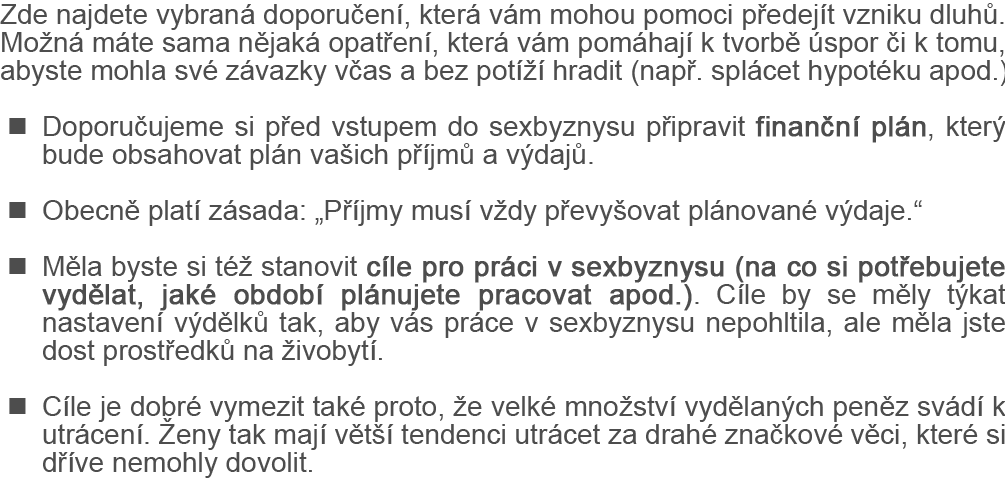 Zde najdete vybraná doporučení, která vám mohou pomoci předejít vzniku dluhů.
Možná máte sama nějaká opatření, která vám pomáhají k tvorbě úspor či k tomu,
abyste mohla své závazky včas a bez potíží hradit (např. splácet hypotéku apod.)
■ Doporučujeme si před vstupem do sexbyznysu připravit finanční plán, který
bude obsahovat plán vašich příjmů a výdajů.
■ Obecně platí zásada: „Příjmy musí vždy převyšovat plánované výdaje.“
■ Měla byste si též stanovit cíle pro práci v sexbyznysu (na co si potřebujete
vydělat, jaké období plánujete pracovat apod.). Cíle by se měly týkat
nastavení výdělků tak, aby vás práce v sexbyznysu nepohltila, ale měla jste
dost prostředků na živobytí.
■ Cíle je dobré vymezit také proto, že velké množství vydělaných peněz svádí k
utrácení. Ženy tak mají větší tendenci utrácet za drahé značkové věci, které si
dříve nemohly dovolit.